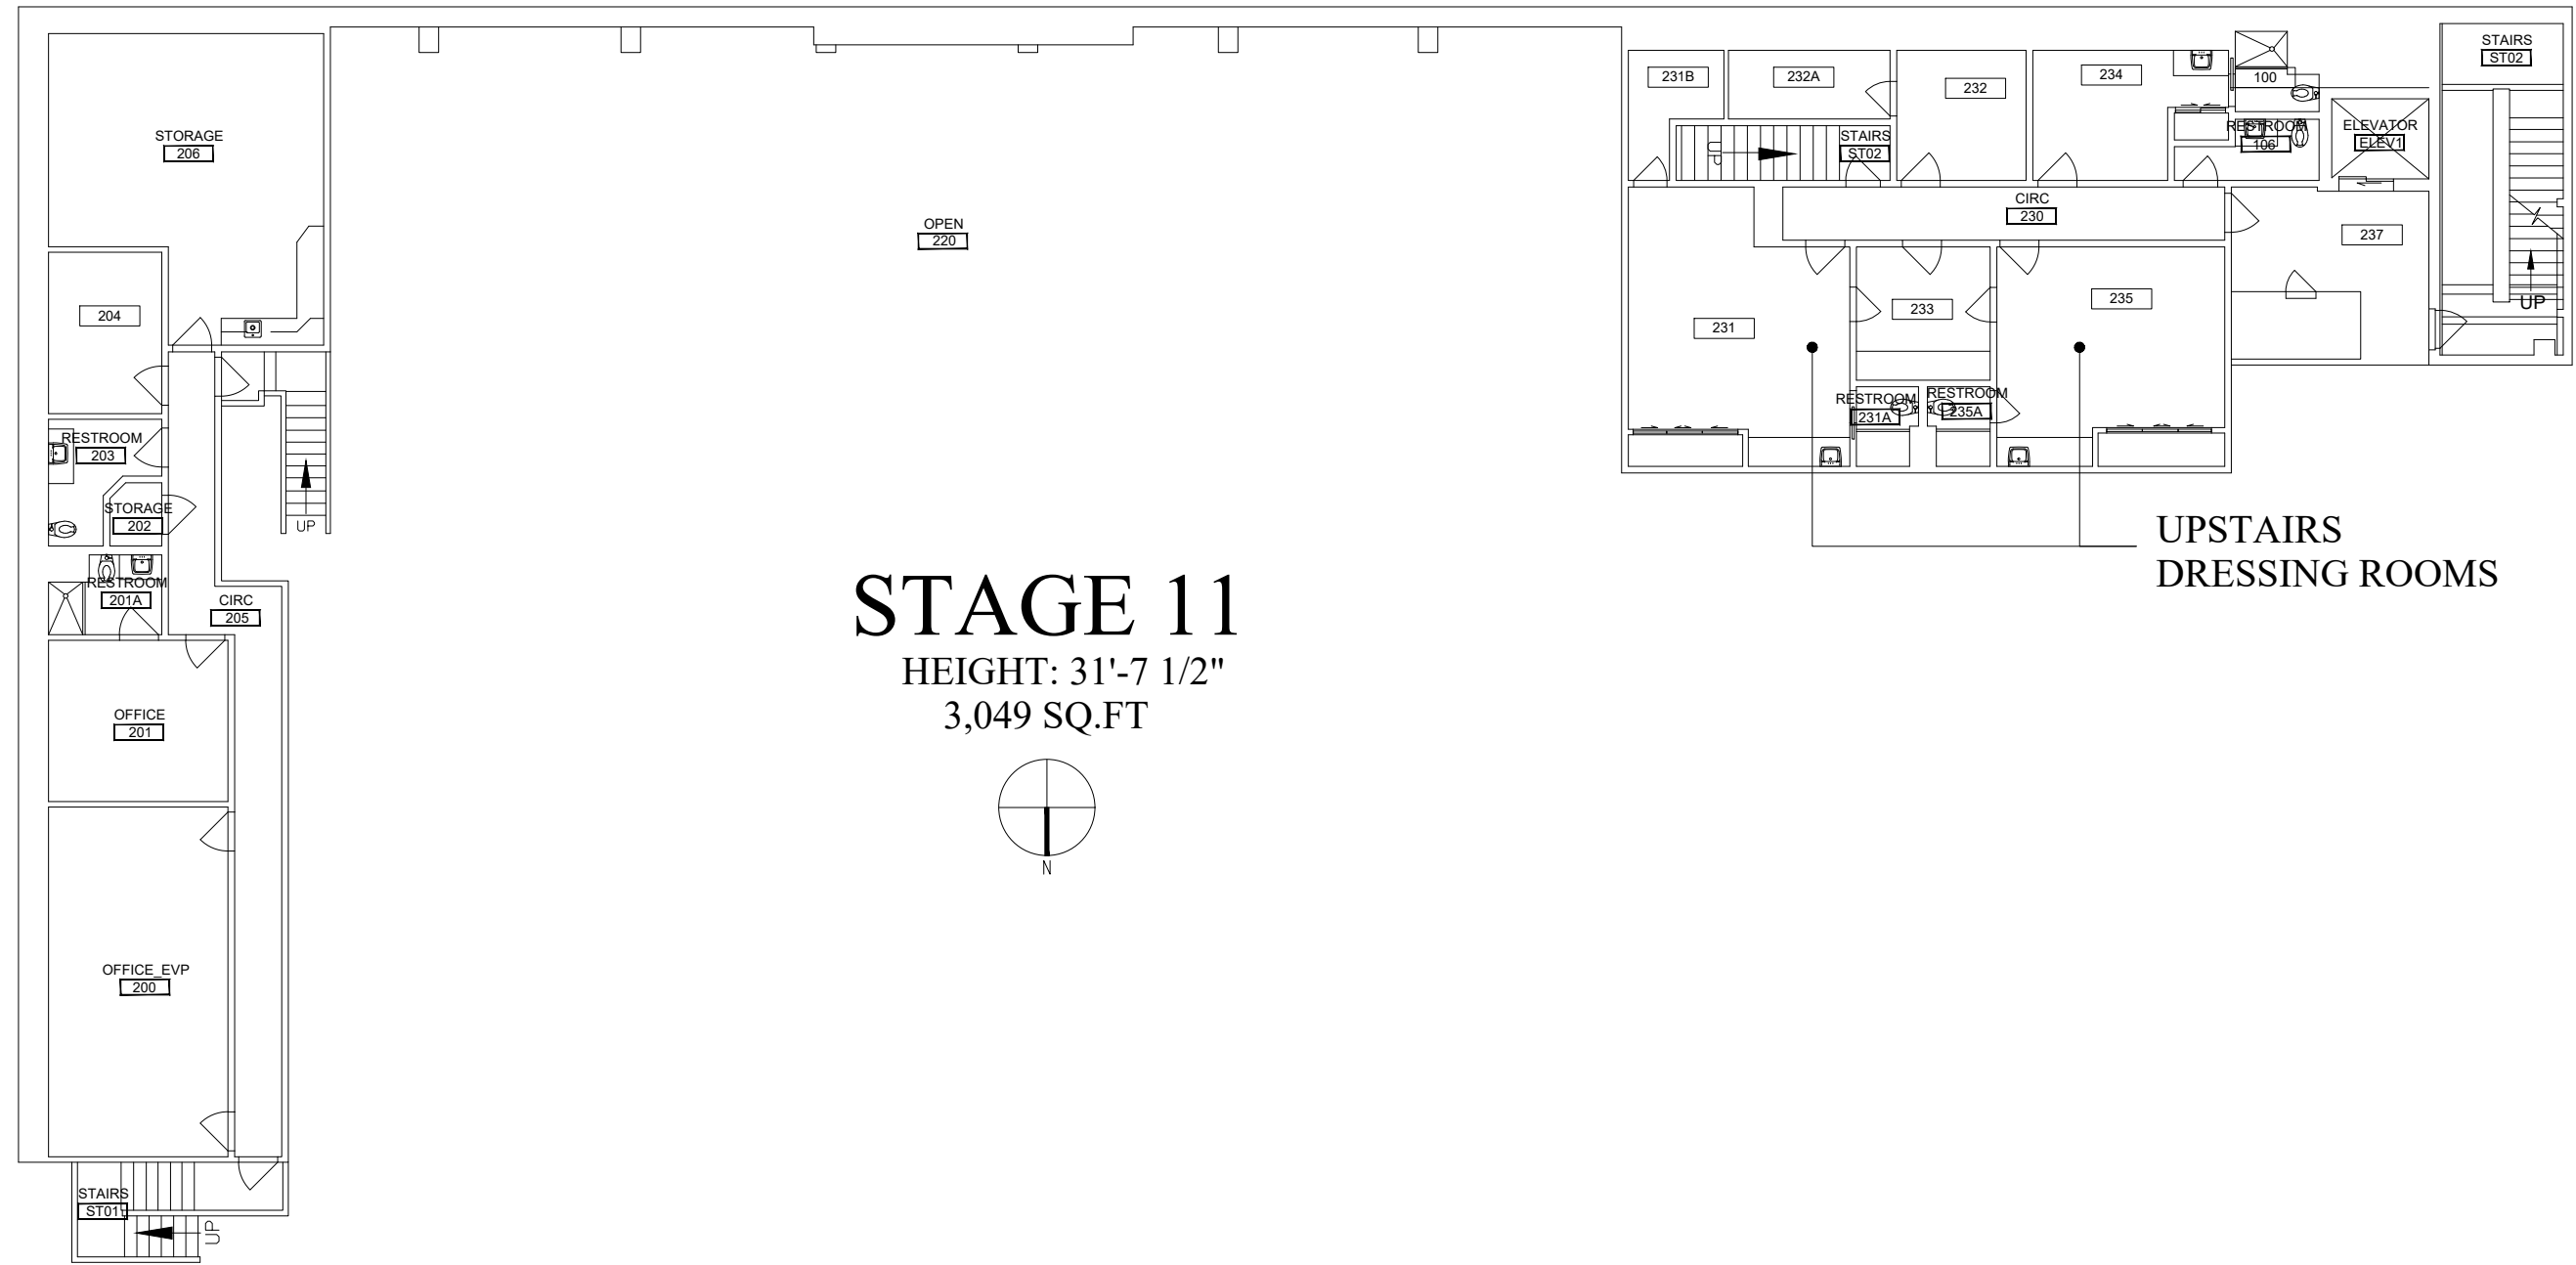 STORAGE
206
204
RESTROOM
203
STORAGE
202
RESTROOM
201A
CIRC
205
UP
OFFICE
201
OFFICE_EVP
200
STAIRS
ST01
UP
OPEN
220
STAGE 11
HEIGHT: 31'-7 1/2"
3,049 SQ.FT
N
231B
232A
232
234
100
STAIRS
ST02
UP
STAIRS
ST02
RESTROOM
106
ELEVATOR
ELEV1
CIRC
230
237
UP
231
233
235
RESTROOM
231A
RESTROOM
235A
UPSTAIRS
DRESSING ROOMS